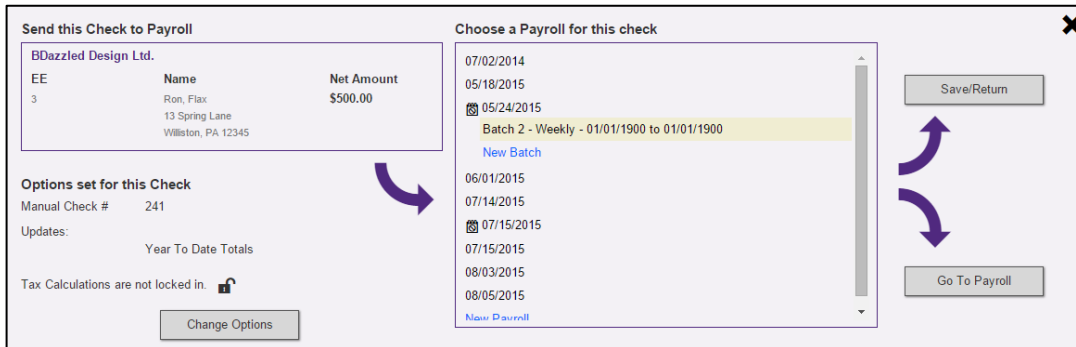 Send this Check to Payroll
BDazzled Design Ltd.
EE Name Net Amount
3 Ron, Flax $500.00
13 Spring Lane
Williston, PA 12345
Options set for this Check
Manual Check # 241
Updates:
Year To Date Totals
Tax Calculations are not locked in.
Change Options
Choose a Payroll for this check
07/02/2014
05/18/2015
05/24/2015
Batch 2 - Weekly - 01/01/1900 to 01/01/1900
New Batch
06/01/2015
07/14/2015
07/15/2015
07/15/2015
08/03/2015
08/05/2015
New Payroll
Save/Return
Go To Payroll